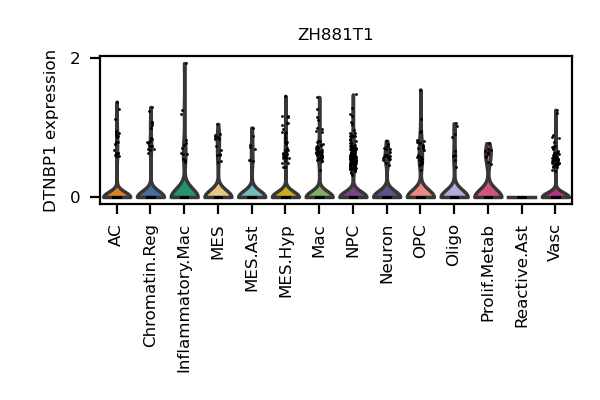 ZH881T1
DTNBP1 expression
2
0
AC
Chromatin.Reg
Inflammatory.Mac
MES
MES.Ast
MES.Hyp
Mac
NPC
Neuron
OPC
Oligo
Prolif.Metab
Reactive.Ast
Vasc